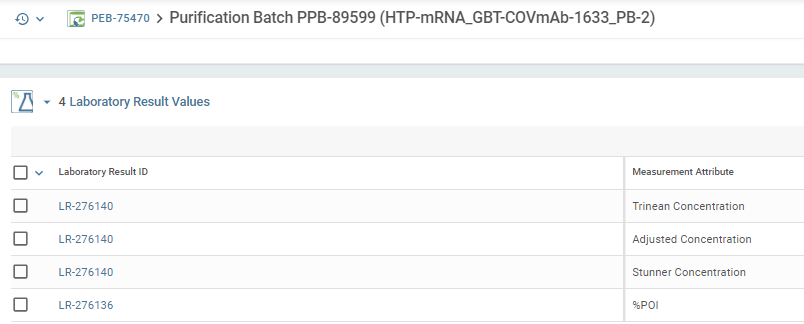 PEB-75470 > Purification Batch PPB-89599 (HTP-mRNA_GBT-COVmAb-1633_PB-2)
4 Laboratory Result Values
Laboratory Result ID Measurement Attribute
LR-276140 Trinean Concentration
LR-276140 Adjusted Concentration
LR-276140 Stunner Concentration
LR-276136 %POI